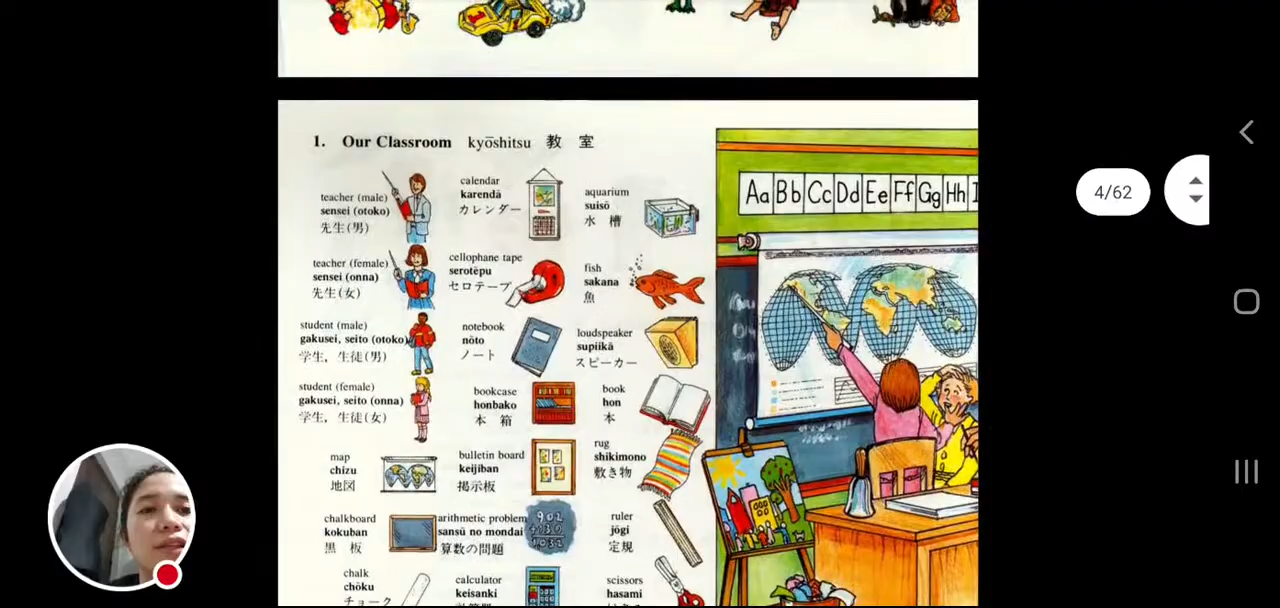 1. Our Classroom kyōshitsu 教 室
teacher (male)
sensei (otoko)
先生(男)
calendar
karendā
カレンダー
aquarium
suisō
水 槽
teacher (female)
sensei (onna)
先生(女)
cellophane tape
serotēpu
セロテープ
fish
sakana
魚
student (male)
gakusei, seito (otoko)
学生, 生徒(男)
notebook
nōto
ノート
loudspeaker
supiikā
スピーカー
student (female)
gakusei, seito (onna)
学生, 生徒(女)
bookcase
honbako
本 箱
book
hon
本
map
chizu
地図
bulletin board
keijiban
掲示板
rug
shikimono
敷き物
chalkboard
kokuban
黒 板
arithmetic problem
sansū no mondai
算数の問題
ruler
jōgi
定規
chalk
chōku
チョーク
calculator
keisanki
scissors
hasami
Aa Bb Cc Dd Ee Ff Gg Hh
4/62